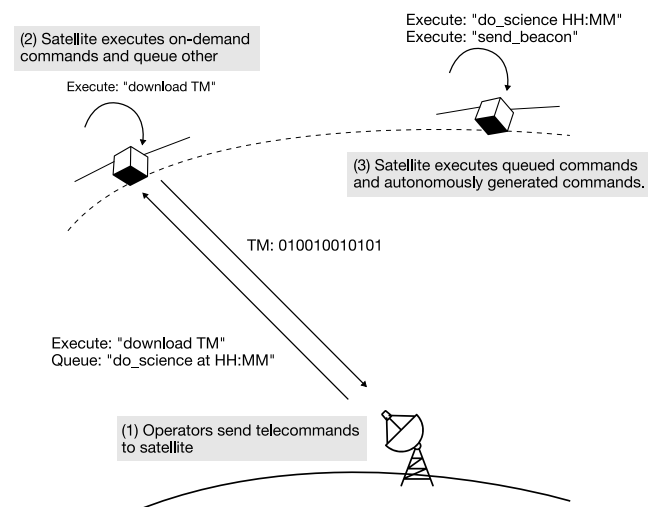 (2) Satellite executes on-demand
commands and queue other
Execute: "download TM"
Execute: "do_science HH:MM"
Execute: "send_beacon"
(3) Satellite executes queued commands
and autonomously generated commands.
TM: 010010010101
Execute: "download TM"
Queue: "do_science at HH:MM"
(1) Operators send telecommands
to satellite